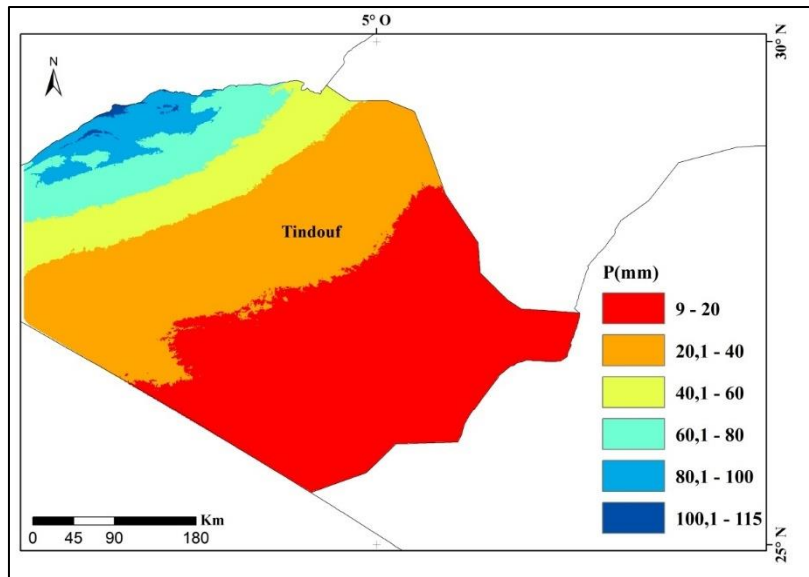 5° O
30° N
N
Tindouf
P(mm)
9 - 20
20,1 - 40
40,1 - 60
60,1 - 80
80,1 - 100
100,1 - 115
Km
0 45 90 180
25° N